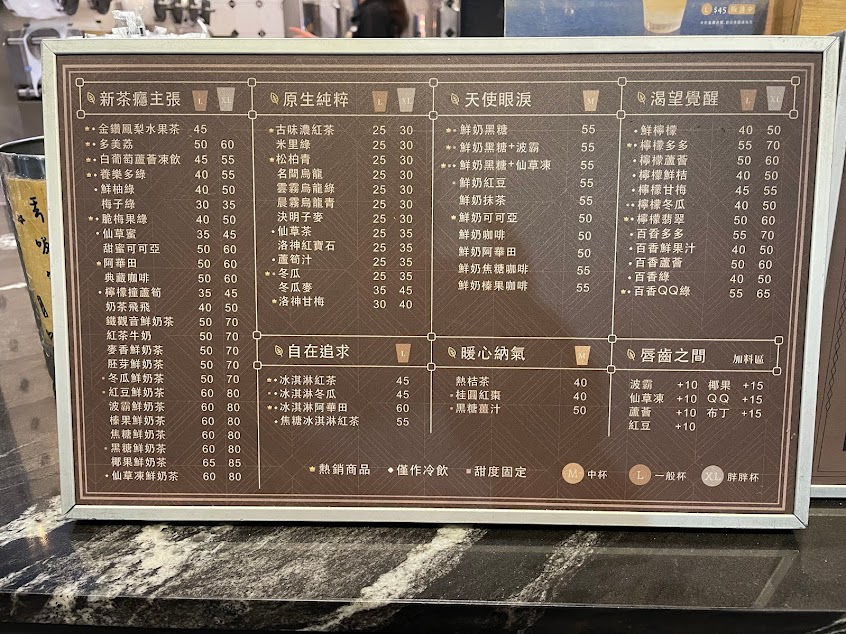 L $45
新茶癮主張 L XL
金鑽鳳梨水果茶 45
多美荔 50 60
白葡萄蘆薈凍飲 45 55
養樂多綠 40 55
鮮柚綠 40 50
梅子綠 30 35
脆梅果綠 40 50
仙草蜜 35 45
甜蜜可可亞 50 60
阿華田 50 60
典藏咖啡 50 60
檸檬撞蘆筍 35 45
奶茶飛飛 40 50
鐵觀音鮮奶茶 50 70
紅茶牛奶 50 70
麥香鮮奶茶 50 70
胚芽鮮奶茶 50 70
冬瓜鮮奶茶 50 70
紅豆鮮奶茶 60 80
波霸鮮奶茶 60 80
榛果鮮奶茶 60 80
焦糖鮮奶茶 60 80
黑糖鮮奶茶 60 80
椰果鮮奶茶 65 85
仙草凍鮮奶茶 60 80
原生純粹 L XL
古味濃紅茶 25 30
米里綠 25 30
松柏青 25 30
名間烏龍 25 30
雲霧烏龍綠 25 30
晨霧烏龍青 25 30
決明子麥 25 30
仙草茶 25 35
洛神紅寶石 25 35
蘆筍汁 25 35
冬瓜 25 35
冬瓜麥 25 35
洛神甘梅 30 40
天使眼淚 M
鮮奶黑糖 55
鮮奶黑糖+波霸 55
鮮奶黑糖+仙草凍 55
鮮奶紅豆 55
鮮奶抹茶 55
鮮奶可可亞 50
鮮奶咖啡 50
鮮奶阿華田 50
鮮奶焦糖咖啡 55
鮮奶榛果咖啡 55
渴望覺醒 L XL
鮮檸檬 40 50
檸檬多多 55 70
檸檬蘆薈 50 60
檸檬鮮桔 40 50
檸檬甘梅 45 55
檸檬冬瓜 40 50
檸檬翡翠 50 60
百香多多 55 70
百香鮮果汁 40 50
百香蘆薈 50 60
百香綠 40 50
百香QQ綠 55 65
自在追求 L
冰淇淋紅茶 45
冰淇淋冬瓜 45
冰淇淋阿華田 60
焦糖冰淇淋紅茶 55
暖心納氣 M
熱桔茶 40
桂圓紅棗 40
黑糖薑汁 50
唇齒之間 加料區
波霸 +10 椰果 +15
仙草凍 +10 QQ +15
蘆薈 +10 布丁 +15
紅豆 +10
熱銷商品 僅作冷飲 甜度固定
M 中杯 L 一般杯 XL 胖胖杯